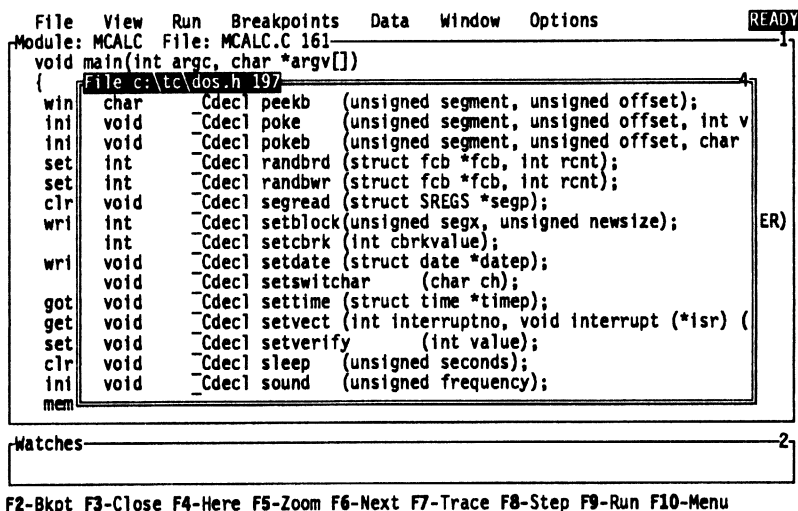 File View Run Breakpoints Data Window Options READY
Module: MCALC File: MCALC.C 161 1
void main(int argc, char *argv[])
{ File c:\tc\dos.h 197 4
win char _Cdecl peekb (unsigned segment, unsigned offset);
ini void _Cdecl poke (unsigned segment, unsigned offset, int v
ini void _Cdecl pokeb (unsigned segment, unsigned offset, char
set int _Cdecl randbrd (struct fcb *fcb, int rcnt);
set int _Cdecl randbwr (struct fcb *fcb, int rcnt);
clr void _Cdecl segread (struct SREGS *segp);
wri int _Cdecl setblock(unsigned segx, unsigned newsize); ER)
int _Cdecl setcbrk (int cbrkvalue);
wri void _Cdecl setdate (struct date *datep);
void _Cdecl setswitchar (char ch);
got void _Cdecl settime (struct time *timep);
get void _Cdecl setvect (int interruptno, void interrupt (*isr) (
set void _Cdecl setverify (int value);
clr void _Cdecl sleep (unsigned seconds);
ini void _Cdecl sound (unsigned frequency);
mem
Watches 2
F2-Bkpt F3-Close F4-Here F5-Zoom F6-Next F7-Trace F8-Step F9-Run F10-Menu